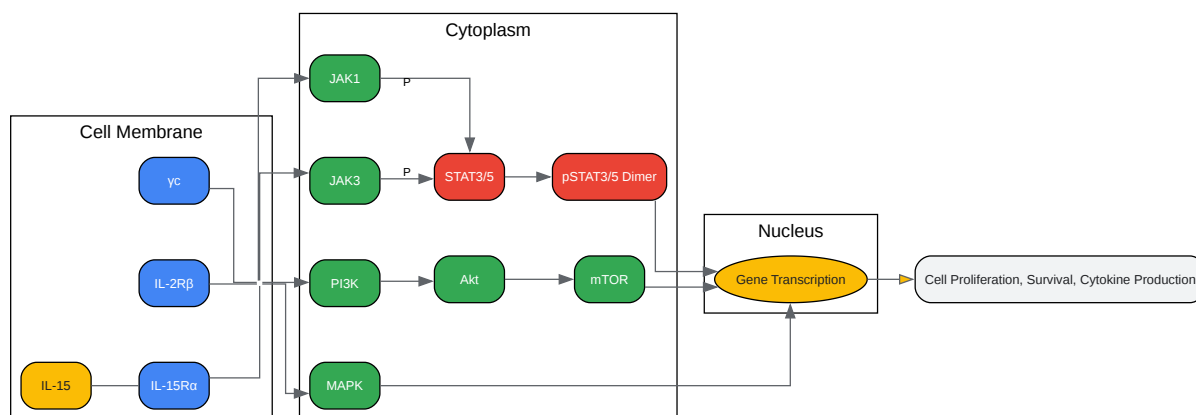 Cytoplasm
JAK1
P
Cell Membrane
γc
JAK3
P
STAT3/5
pSTAT3/5 Dimer
Nucleus
IL-2Rβ
PI3K
Akt
mTOR
Gene Transcription
Cell Proliferation, Survival, Cytokine Production
IL-15
IL-15Rα
MAPK